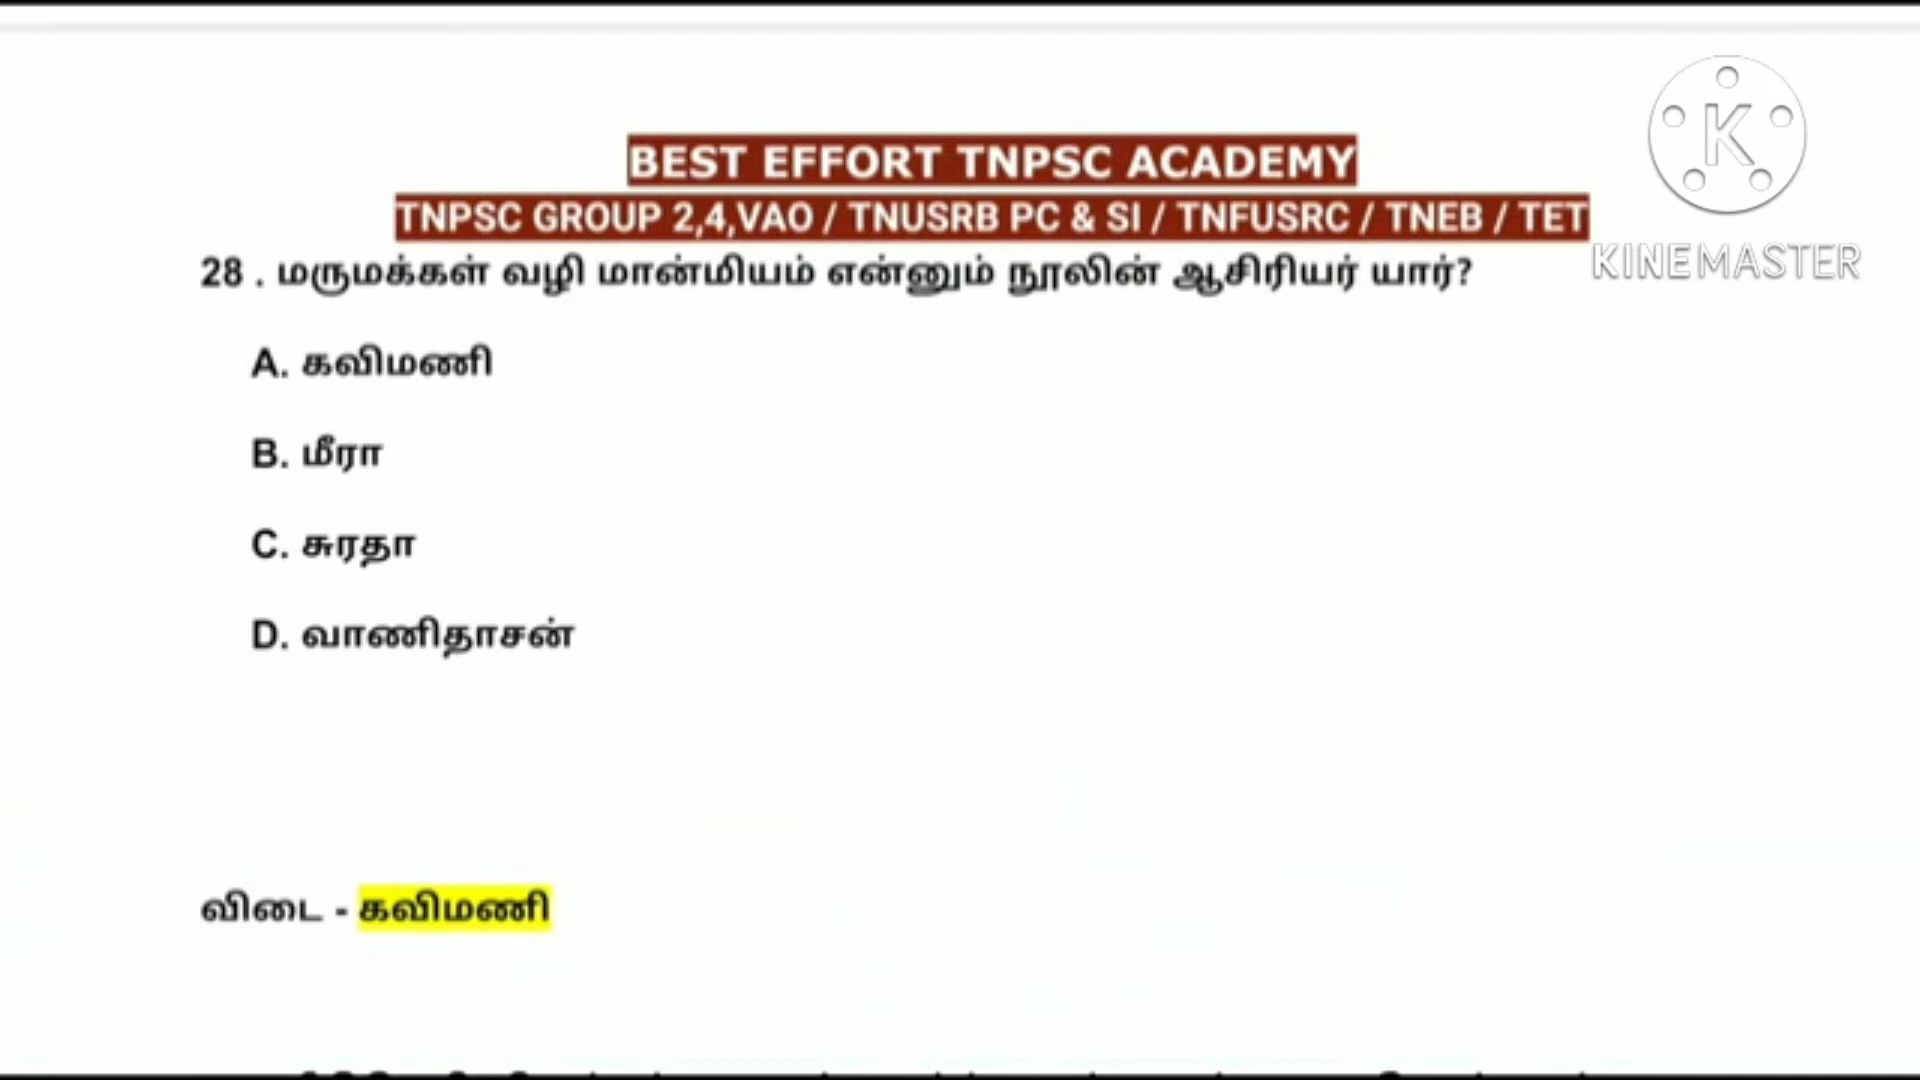 BEST EFFORT TNPSC ACADEMY
TNPSC GROUP 2,4,VAO / TNUSRB PC & SI / TNFUSRC / TNEB / TET
K
KINEMASTER
28 . மருமக்கள் வழி மான்மியம் என்னும் நூலின் ஆசிரியர் யார்?
A. கவிமணி
B. மீரா
C. சுரதா
D. வாணிதாசன்
விடை - கவிமணி